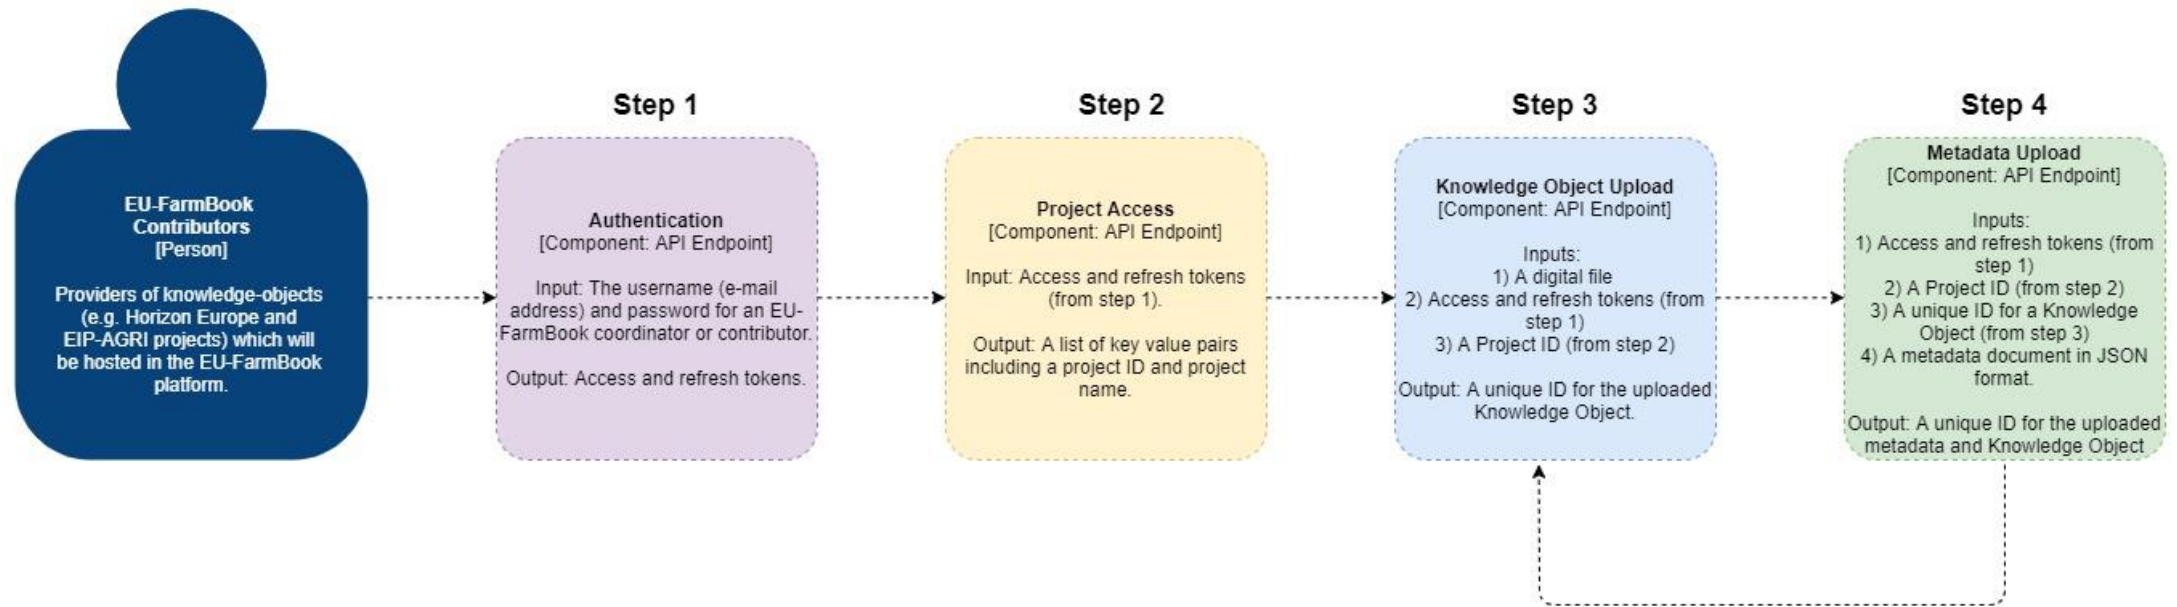 EU-FarmBook
Contributors
[Person]
Providers of knowledge-objects
(e.g. Horizon Europe and
EIP-AGRI projects) which will
be hosted in the EU-FarmBook
platform.
Step 1
Authentication
[Component: API Endpoint]
Input: The username (e-mail
address) and password for an EU-
FarmBook coordinator or contributor.
Output: Access and refresh tokens.
Step 2
Project Access
[Component: API Endpoint]
Input: Access and refresh tokens
(from step 1).
Output: A list of key value pairs
including a project ID and project
name.
Step 3
Knowledge Object Upload
[Component: API Endpoint]
Inputs:
1) A digital file
2) Access and refresh tokens (from
step 1)
3) A Project ID (from step 2)
Output: A unique ID for the uploaded
Knowledge Object.
Step 4
Metadata Upload
[Component: API Endpoint]
Inputs:
1) Access and refresh tokens (from
step 1)
2) A Project ID (from step 2)
3) A unique ID for a Knowledge
Object (from step 3)
4) A metadata document in JSON
format.
Output: A unique ID for the uploaded
metadata and Knowledge Object